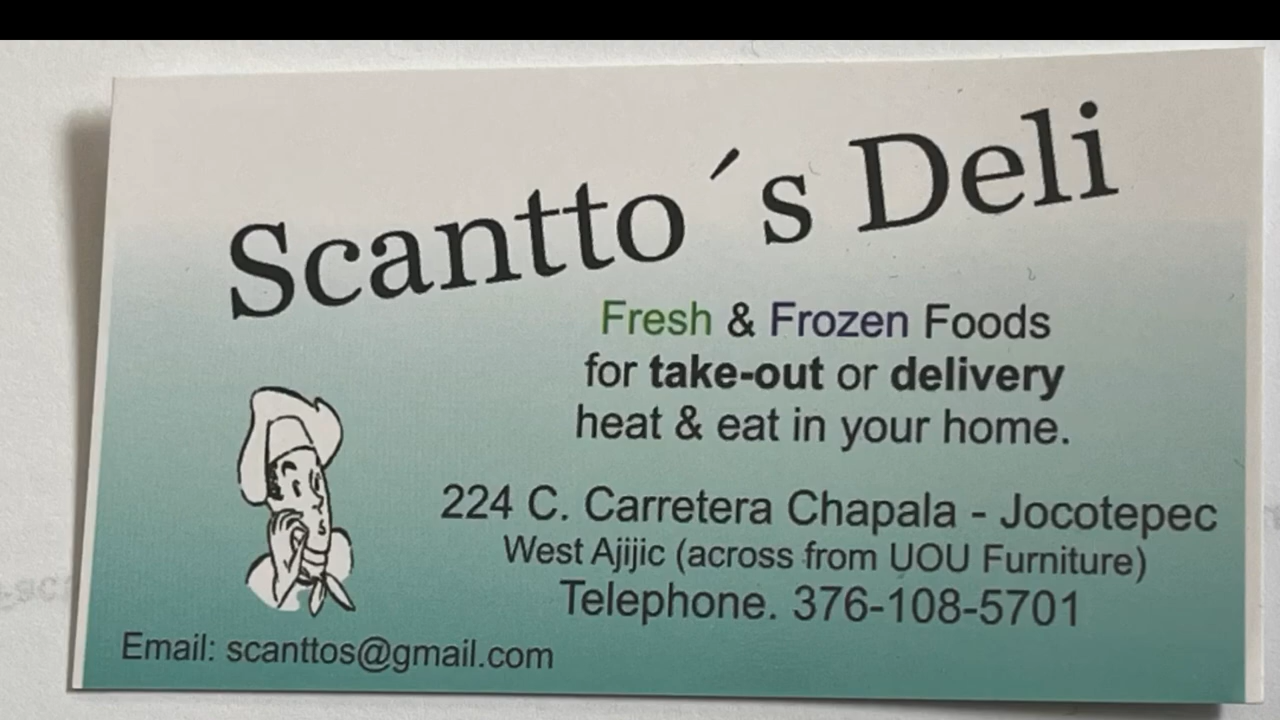 Scantto´s Deli
Fresh & Frozen Foods
for take-out or delivery
heat & eat in your home.
224 C. Carretera Chapala - Jocotepec
West Ajijic (across from UOU Furniture)
Telephone. 376-108-5701
Email: scanttos@gmail.com